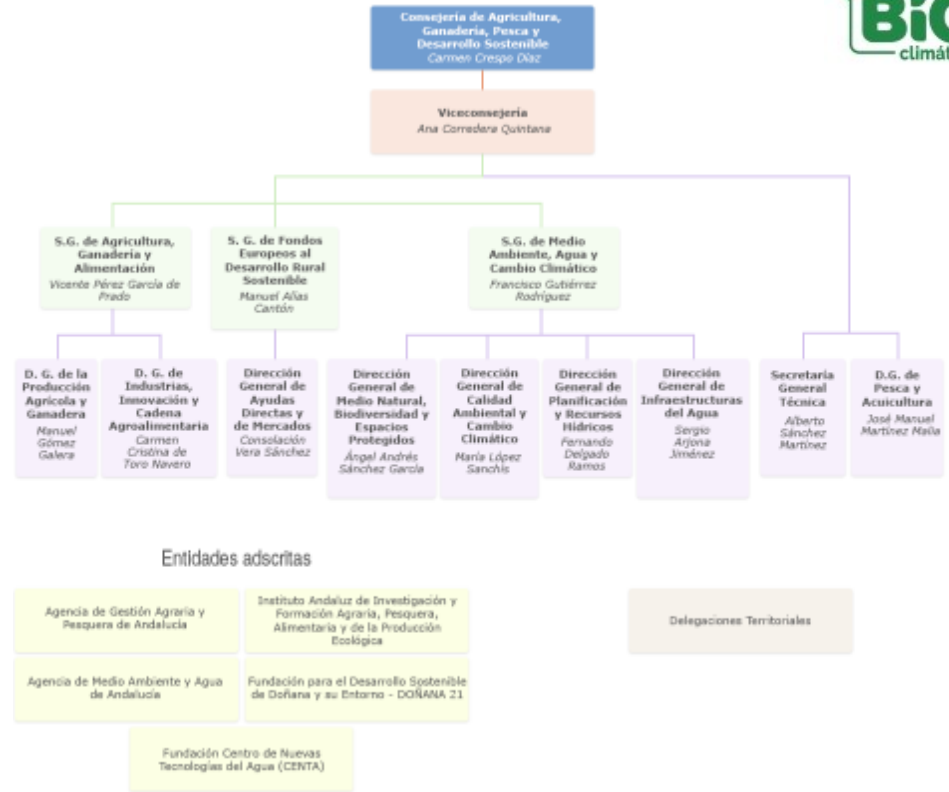 BiO
climát
Consejería de Agricultura,
Ganadería, Pesca y
Desarrollo Sostenible
Carmen Crespo Díaz
Viceconsejería
Ana Corredera Quintana
S.G. de Agricultura,
Ganadería y
Alimentación
Vicente Pérez García de
Prado
S. G. de Fondos
Europeos al
Desarrollo Rural
Sostenible
Manuel Alías
Cantón
S.G. de Medio
Ambiente, Agua y
Cambio Climático
Francisco Gutiérrez
Rodríguez
D. G. de la
Producción
Agrícola y
Ganadera
Manuel
Gómez
Galera
D. G. de
Industrias,
Innovación y
Cadena
Agroalimentaria
Carmen
Cristina de
Toro Navero
Dirección
General de
Ayudas
Directas y
de Mercados
Consolación
Vera Sánchez
Dirección
General de
Medio Natural,
Biodiversidad y
Espacios
Protegidos
Ángel Andrés
Sánchez García
Dirección
General de
Calidad
Ambiental y
Cambio
Climático
María López
Sanchís
Dirección
General de
Planificación
y Recursos
Hídricos
Fernando
Delgado
Ramos
Dirección
General de
Infraestructuras
del Agua
Sergio
Arjona
Jiménez
Secretaría
General
Técnica
Alberto
Sánchez
Martínez
D.G. de
Pesca y
Acuicultura
José Manuel
Martínez Malia
Entidades adscritas
Agencia de Gestión Agraria y
Pesquera de Andalucía
Instituto Andaluz de Investigación y
Formación Agraria, Pesquera,
Alimentaria y de la Producción
Ecológica
Delegaciones Territoriales
Agencia de Medio Ambiente y Agua
de Andalucía
Fundación para el Desarrollo Sostenible
de Doñana y su Entorno - DOÑANA 21
Fundación Centro de Nuevas
Tecnologías del Agua (CENTA)